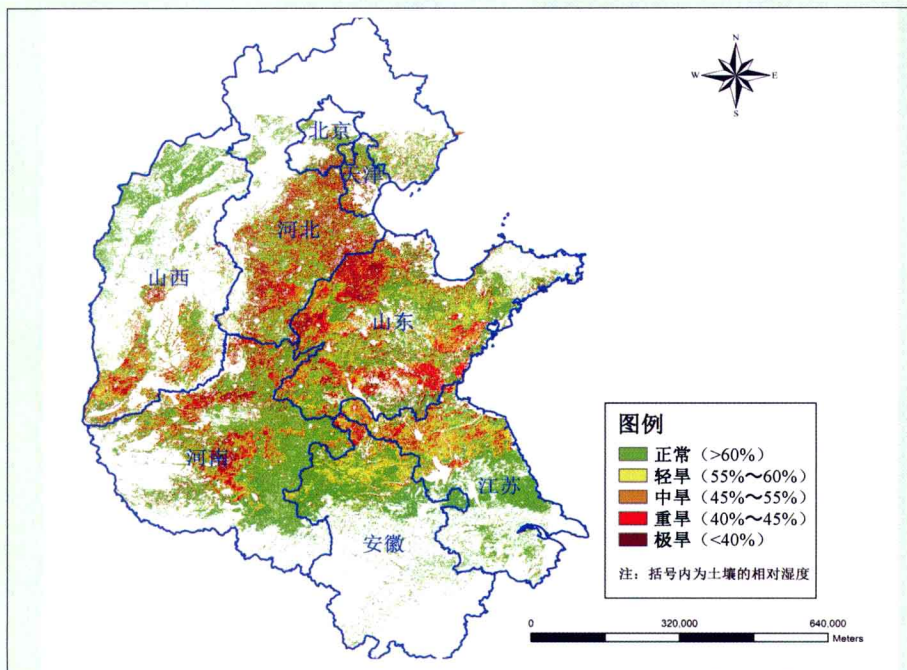 N
W
E
S
北京
天津
河北
山西
山东
河南
江苏
安徽
图例
正常（>60%）
轻旱（55%～60%）
中旱（45%～55%）
重旱（40%～45%）
极旱（<40%）
注：括号内为土壤的相对湿度
0
320,000
640,000
Meters